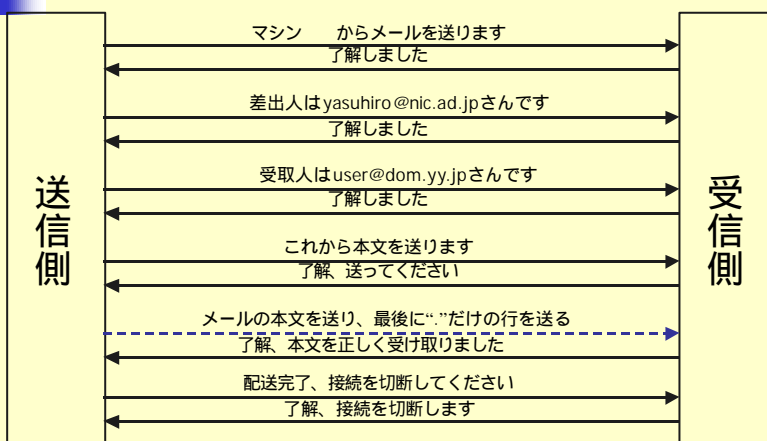 マシン　　からメールを送ります
了解しました
差出人はyasuhiro@nic.ad.jpさんです
了解しました
受取人はuser@dom.yy.jpさんです
了解しました
送信側
受信側
これから本文を送ります
了解、送ってください
メールの本文を送り、最後に“.”だけの行を送る
了解、本文を正しく受け取りました
配送完了、接続を切断してください
了解、接続を切断します